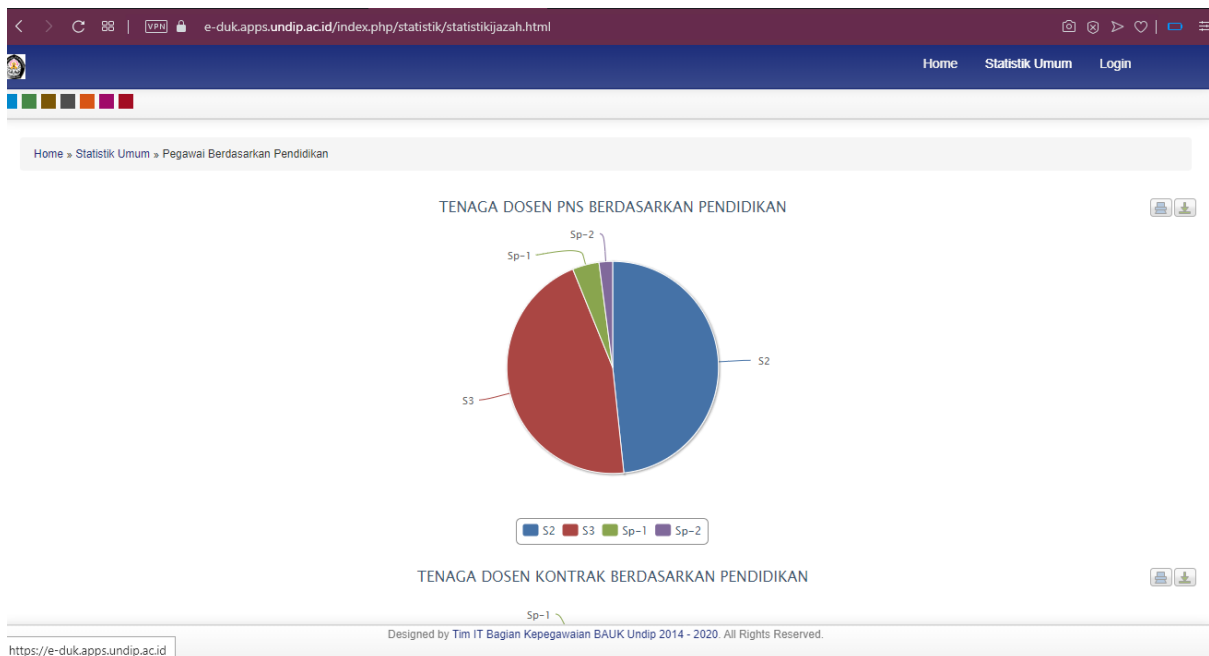 VPN e-duk.apps.undip.ac.id/index.php/statistik/statistikijazah.html
Home Statistik Umum Login
Home » Statistik Umum » Pegawai Berdasarkan Pendidikan
TENAGA DOSEN PNS BERDASARKAN PENDIDIKAN
Sp-2
Sp-1
S2
S3
S2 S3 Sp-1 Sp-2
TENAGA DOSEN KONTRAK BERDASARKAN PENDIDIKAN
Sp-1
Designed by Tim IT Bagian Kepegawaian BAUK Undip 2014 - 2020. All Rights Reserved.
https://e-duk.apps.undip.ac.id